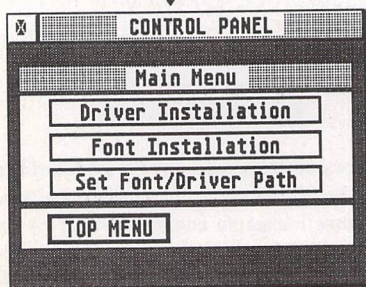 CONTROL PANEL
Main Menu
Driver Installation
Font Installation
Set Font/Driver Path
TOP MENU